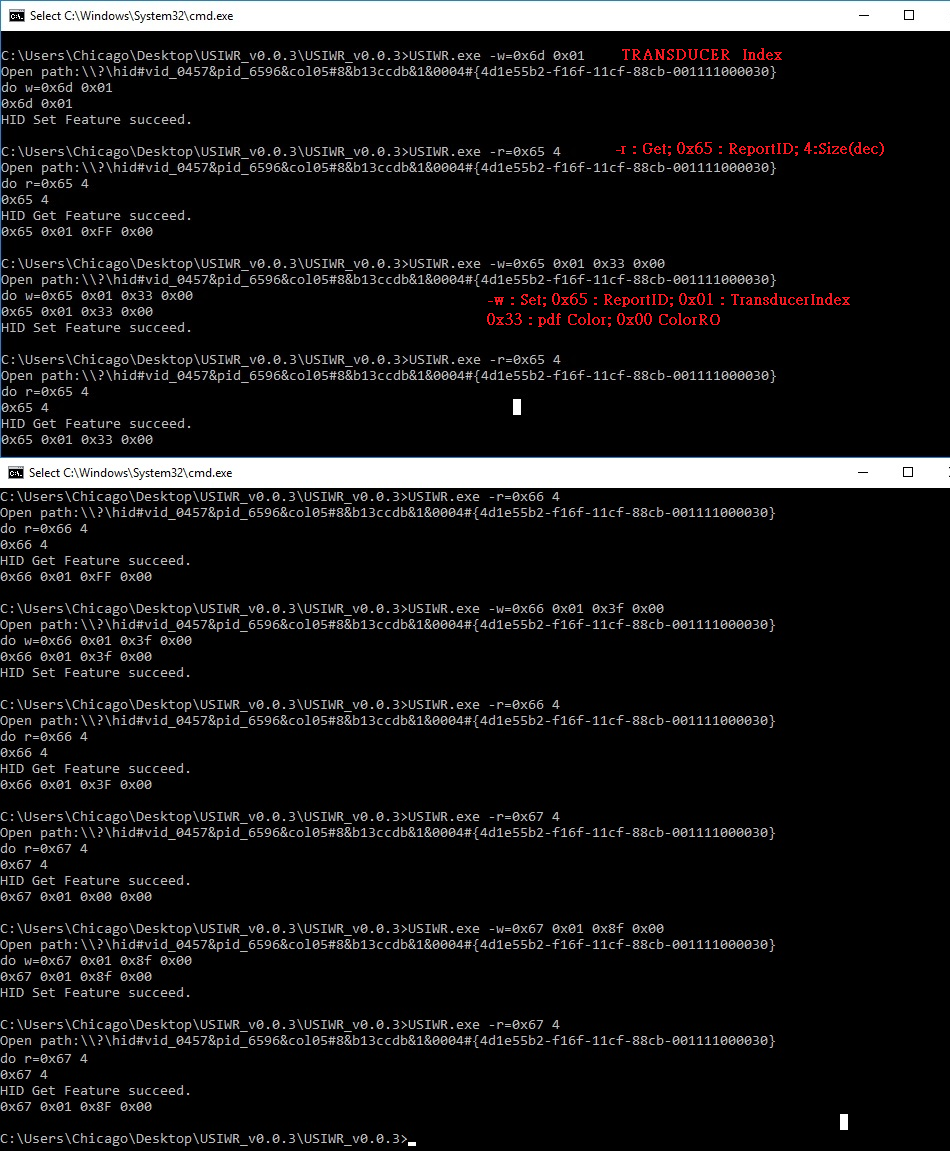 Select C:\Windows\System32\cmd.exe
C:\Users\Chicago\Desktop\USIWR_v0.0.3\USIWR_v0.0.3>USIWR.exe -w=0x6d 0x01 TRANSDUCER Index
Open path:\\?\hid#vid_0457&pid_6596&col05#8&b13ccdb&1&0004#{4d1e55b2-f16f-11cf-88cb-001111000030}
do w=0x6d 0x01
0x6d 0x01
HID Set Feature succeed.
C:\Users\Chicago\Desktop\USIWR_v0.0.3\USIWR_v0.0.3>USIWR.exe -r=0x65 4 -r : Get; 0x65 : ReportID; 4:Size(dec)
Open path:\\?\hid#vid_0457&pid_6596&col05#8&b13ccdb&1&0004#{4d1e55b2-f16f-11cf-88cb-001111000030}
do r=0x65 4
0x65 4
HID Get Feature succeed.
0x65 0x01 0xFF 0x00
C:\Users\Chicago\Desktop\USIWR_v0.0.3\USIWR_v0.0.3>USIWR.exe -w=0x65 0x01 0x33 0x00
Open path:\\?\hid#vid_0457&pid_6596&col05#8&b13ccdb&1&0004#{4d1e55b2-f16f-11cf-88cb-001111000030}
do w=0x65 0x01 0x33 0x00 -w : Set; 0x65 : ReportID; 0x01 : TransducerIndex
0x65 0x01 0x33 0x00 0x33 : pdf Color; 0x00 ColorRO
HID Set Feature succeed.
C:\Users\Chicago\Desktop\USIWR_v0.0.3\USIWR_v0.0.3>USIWR.exe -r=0x65 4
Open path:\\?\hid#vid_0457&pid_6596&col05#8&b13ccdb&1&0004#{4d1e55b2-f16f-11cf-88cb-001111000030}
do r=0x65 4
0x65 4
HID Get Feature succeed.
0x65 0x01 0x33 0x00
Select C:\Windows\System32\cmd.exe
C:\Users\Chicago\Desktop\USIWR_v0.0.3\USIWR_v0.0.3>USIWR.exe -r=0x66 4
Open path:\\?\hid#vid_0457&pid_6596&col05#8&b13ccdb&1&0004#{4d1e55b2-f16f-11cf-88cb-001111000030}
do r=0x66 4
0x66 4
HID Get Feature succeed.
0x66 0x01 0xFF 0x00
C:\Users\Chicago\Desktop\USIWR_v0.0.3\USIWR_v0.0.3>USIWR.exe -w=0x66 0x01 0x3f 0x00
Open path:\\?\hid#vid_0457&pid_6596&col05#8&b13ccdb&1&0004#{4d1e55b2-f16f-11cf-88cb-001111000030}
do w=0x66 0x01 0x3f 0x00
0x66 0x01 0x3f 0x00
HID Set Feature succeed.
C:\Users\Chicago\Desktop\USIWR_v0.0.3\USIWR_v0.0.3>USIWR.exe -r=0x66 4
Open path:\\?\hid#vid_0457&pid_6596&col05#8&b13ccdb&1&0004#{4d1e55b2-f16f-11cf-88cb-001111000030}
do r=0x66 4
0x66 4
HID Get Feature succeed.
0x66 0x01 0x3F 0x00
C:\Users\Chicago\Desktop\USIWR_v0.0.3\USIWR_v0.0.3>USIWR.exe -r=0x67 4
Open path:\\?\hid#vid_0457&pid_6596&col05#8&b13ccdb&1&0004#{4d1e55b2-f16f-11cf-88cb-001111000030}
do r=0x67 4
0x67 4
HID Get Feature succeed.
0x67 0x01 0x00 0x00
C:\Users\Chicago\Desktop\USIWR_v0.0.3\USIWR_v0.0.3>USIWR.exe -w=0x67 0x01 0x8f 0x00
Open path:\\?\hid#vid_0457&pid_6596&col05#8&b13ccdb&1&0004#{4d1e55b2-f16f-11cf-88cb-001111000030}
do w=0x67 0x01 0x8f 0x00
0x67 0x01 0x8f 0x00
HID Set Feature succeed.
C:\Users\Chicago\Desktop\USIWR_v0.0.3\USIWR_v0.0.3>USIWR.exe -r=0x67 4
Open path:\\?\hid#vid_0457&pid_6596&col05#8&b13ccdb&1&0004#{4d1e55b2-f16f-11cf-88cb-001111000030}
do r=0x67 4
0x67 4
HID Get Feature succeed.
0x67 0x01 0x8F 0x00
C:\Users\Chicago\Desktop\USIWR_v0.0.3\USIWR_v0.0.3>